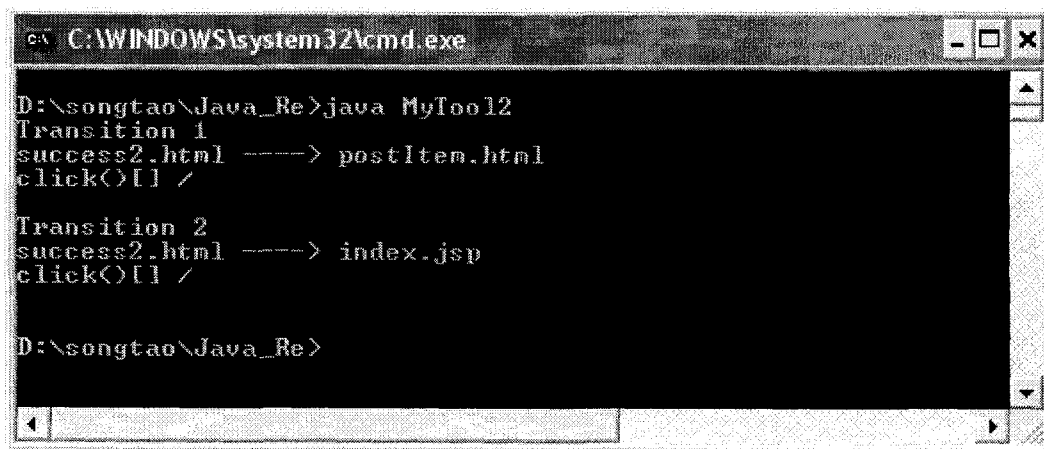 C:\WINDOWS\system32\cmd.exe
D:\songtao\Java_Re>java MyTool2
Transition 1
success2.html ----> postItem.html
click()[] /
Transition 2
success2.html ----> index.jsp
click()[] /
D:\songtao\Java_Re>